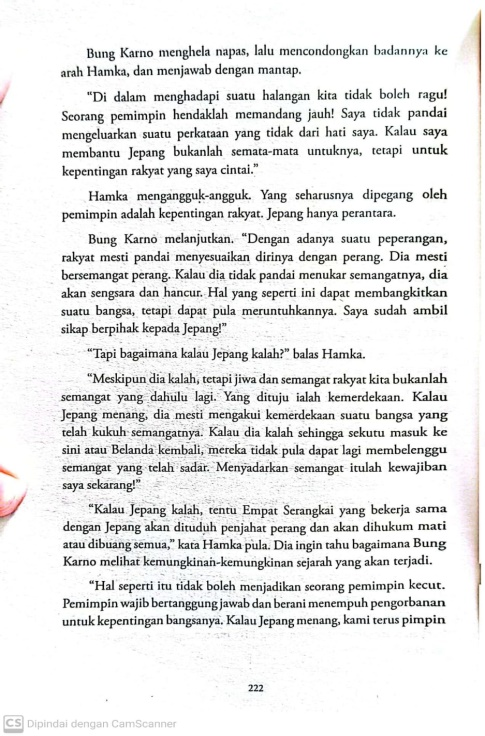 Bung Karno menghela napas, lalu mencondongkan badannya ke
arah Hamka, dan menjawab dengan mantap.
“Di dalam menghadapi suatu halangan kita tidak boleh ragu!
Seorang pemimpin hendaklah memandang jauh! Saya tidak pandai
mengeluarkan suatu perkataan yang tidak dari hati saya. Kalau saya
membantu Jepang bukanlah semata-mata untuknya, tetapi untuk
kepentingan rakyat yang saya cintai.”
Hamka mengangguk-angguk. Yang seharusnya dipegang oleh
pemimpin adalah kepentingan rakyat. Jepang hanya perantara.
Bung Karno melanjutkan. “Dengan adanya suatu peperangan,
rakyat mesti pandai menyesuaikan dirinya dengan perang. Dia mesti
bersemangat perang. Kalau dia tidak pandai menukar semangatnya, dia
akan sengsara dan hancur. Hal yang seperti ini dapat membangkitkan
suatu bangsa, tetapi dapat pula meruntuhkannya. Saya sudah ambil
sikap berpihak kepada Jepang!”
“Tapi bagaimana kalau Jepang kalah?” balas Hamka.
“Meskipun dia kalah, tetapi jiwa dan semangat rakyat kita bukanlah
semangat yang dahulu lagi. Yang dituju ialah kemerdekaan. Kalau
Jepang menang, dia mesti mengakui kemerdekaan suatu bangsa yang
telah kukuh semangatnya. Kalau dia kalah sehingga sekutu masuk ke
sini atau Belanda kembali, mereka tidak pula dapat lagi membelenggu
semangat yang telah sadar. Menyadarkan semangat itulah kewajiban
saya sekarang!”
“Kalau Jepang kalah, tentu Empat Serangkai yang bekerja sama
dengan Jepang akan dituduh penjahat perang dan akan dihukum mati
atau dibuang semua,” kata Hamka pula. Dia ingin tahu bagaimana Bung
Karno melihat kemungkinan-kemungkinan sejarah yang akan terjadi.
“Hal seperti itu tidak boleh menjadikan seorang pemimpin kecut.
Pemimpin wajib bertanggung jawab dan berani menempuh pengorbanan
untuk kepentingan bangsanya. Kalau Jepang menang, kami terus pimpin
222
CS Dipindai dengan CamScanner